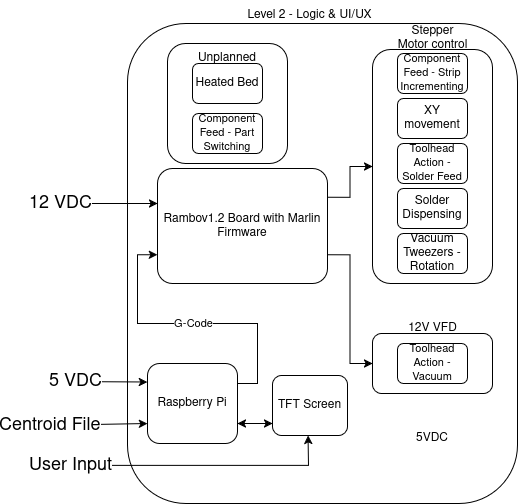 Level 2 - Logic & UI/UX
Unplanned
Heated Bed
Component
Feed - Part
Switching
Stepper
Motor control
Component
Feed - Strip
Incrementing
XY
movement
Toolhead
Action -
Solder Feed
Solder
Dispensing
Vacuum
Tweezers -
Rotation
12 VDC
Rambov1.2 Board with Marlin
Firmware
G-Code
12V VFD
Toolhead
Action -
Vacuum
5 VDC
Raspberry Pi
TFT Screen
Centroid File
5VDC
User Input